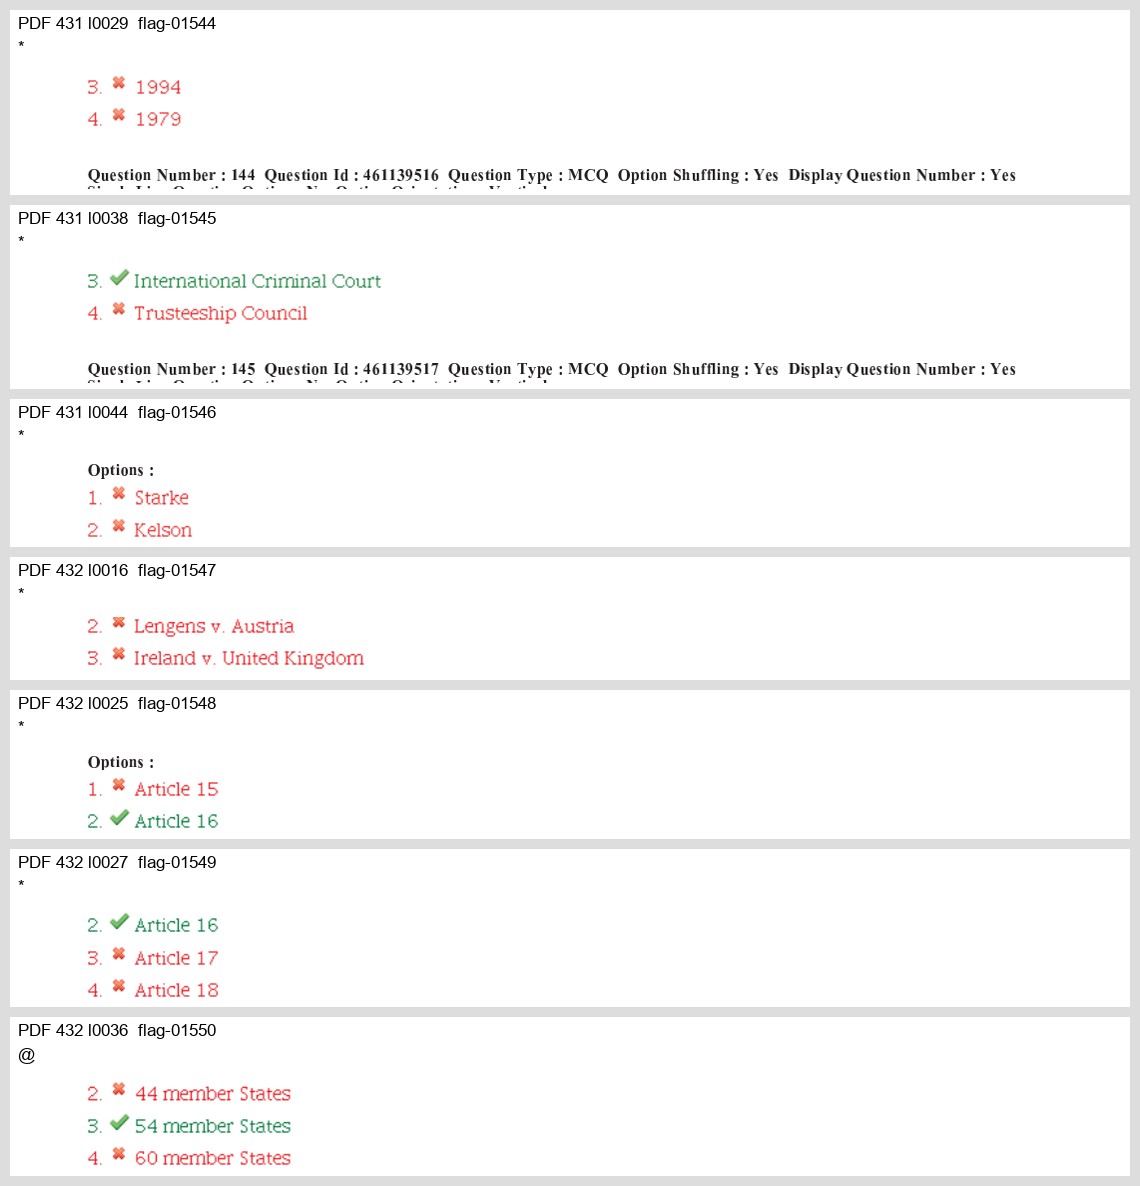 PDF 431 l0029 flag-01544
*
3. ✖ 1994
4. ✖ 1979
Question Number : 144 Question Id : 461139516 Question Type : MCQ Option Shuffling : Yes Display Question Number : Yes
PDF 431 l0038 flag-01545
*
3. ✔ International Criminal Court
4. ✖ Trusteeship Council
Question Number : 145 Question Id : 461139517 Question Type : MCQ Option Shuffling : Yes Display Question Number : Yes
PDF 431 l0044 flag-01546
*
Options :
1. ✖ Starke
2. ✖ Kelson
PDF 432 l0016 flag-01547
*
2. ✖ Lengens v. Austria
3. ✖ Ireland v. United Kingdom
PDF 432 l0025 flag-01548
*
Options :
1. ✖ Article 15
2. ✔ Article 16
PDF 432 l0027 flag-01549
*
2. ✔ Article 16
3. ✖ Article 17
4. ✖ Article 18
PDF 432 l0036 flag-01550
@
2. ✖ 44 member States
3. ✔ 54 member States
4. ✖ 60 member States